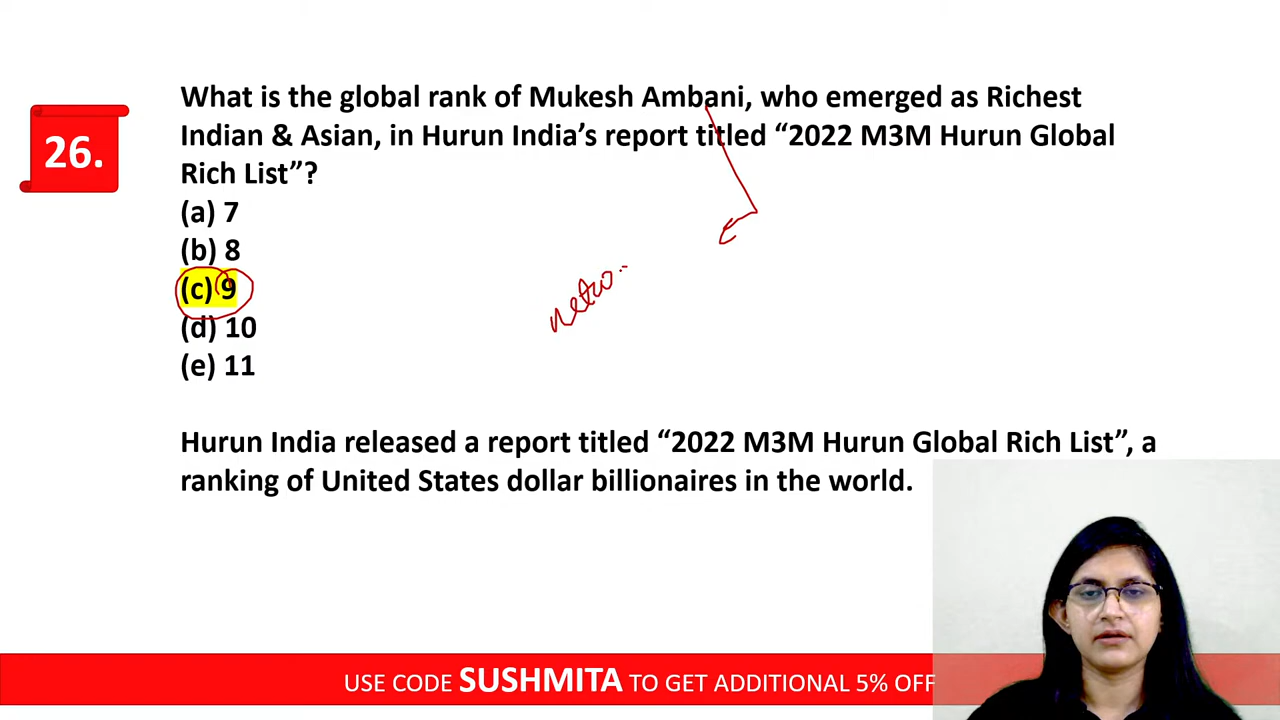 26.
What is the global rank of Mukesh Ambani, who emerged as Richest
Indian & Asian, in Hurun India’s report titled “2022 M3M Hurun Global
Rich List”?
(a) 7
(b) 8
(c) 9
(d) 10
(e) 11
netwo
Hurun India released a report titled “2022 M3M Hurun Global Rich List”, a
ranking of United States dollar billionaires in the world.
USE CODE SUSHMITA TO GET ADDITIONAL 5% OFF